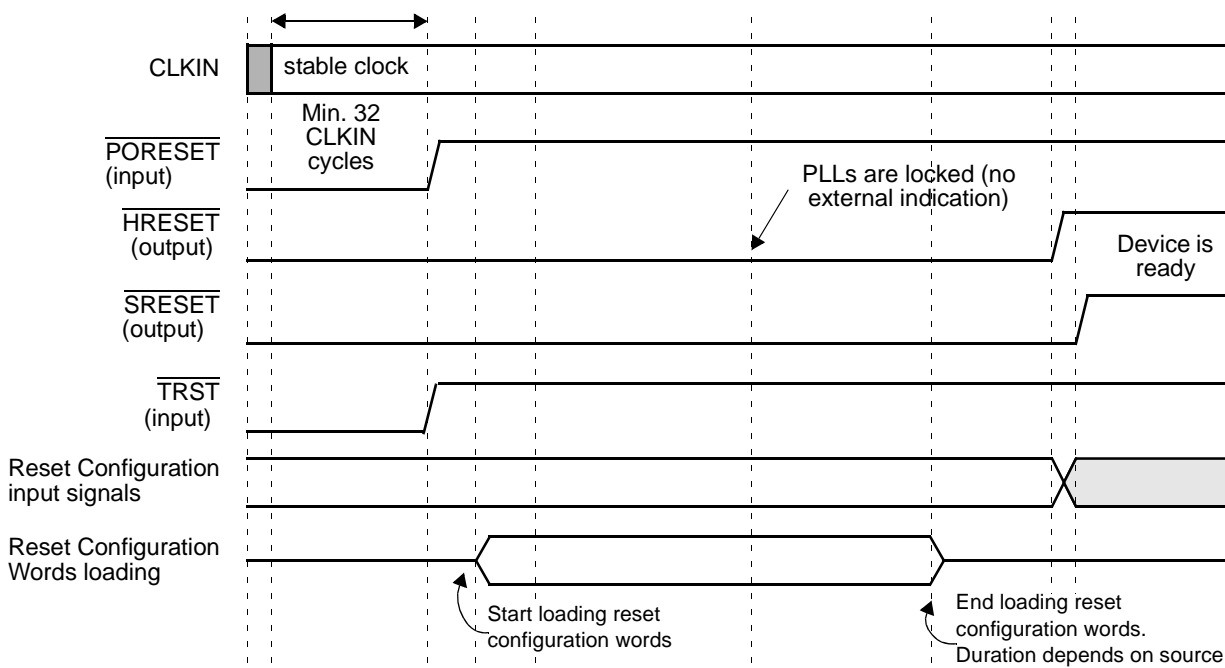 CLKIN
stable clock
Min. 32
CLKIN
cycles
PORESET
(input)
PLLs are locked (no
external indication)
HRESET
(output)
Device is
ready
SRESET
(output)
TRST
(input)
Reset Configuration
input signals
Reset Configuration
Words loading
Start loading reset
configuration words
End loading reset
configuration words.
Duration depends on source